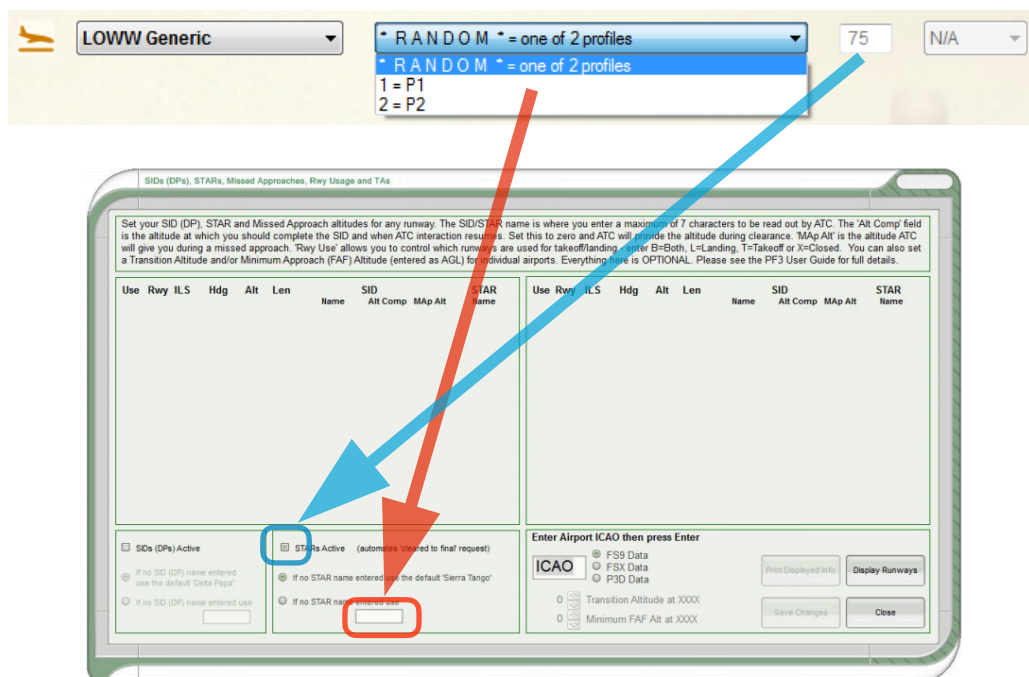 LOWW Generic
* R A N D O M * = one of 2 profiles
75
N/A
* R A N D O M * = one of 2 profiles
1 = P1
2 = P2
SIDs (DPs), STARs, Missed Approaches, Rwy Usage and TAs
Set your SID (DP), STAR and Missed Approach altitudes for any runway. The SID/STAR name is where you enter a maximum of 7 characters to be read out by ATC. The 'Alt Comp' field
is the altitude at which you should complete the SID and when ATC interaction resumes. Set this to zero and ATC will provide the altitude during clearance. 'MAp Alt' is the altitude ATC
will give you during a missed approach. 'Rwy Use' allows you to control which runways are used for takeoff/landing - enter B=Both, L=Landing, T=Takeoff or X=Closed. You can also set
a Transition Altitude and/or Minimum Approach (FAF) Altitude (entered as AGL) for individual airports. Everything here is OPTIONAL. Please see the PF3 User Guide for full details.
Use Rwy ILS Hdg Alt Len SID STAR
Name Alt Comp MAp Alt Name
Use Rwy ILS Hdg Alt Len SID STAR
Name Alt Comp MAp Alt Name
SIDs (DPs) Active
If no SID (DP) name entered
use the default 'Delta Papa'
If no SID (DP) name entered use
STARs Active (automates 'cleared to final' request)
If no STAR name entered use the default 'Sierra Tango'
If no STAR name entered use
Enter Airport ICAO then press Enter
ICAO
FS9 Data
FSX Data
P3D Data
0 Transition Altitude at XXXX
0 Minimum FAF Alt at XXXX
Print Displayed Info
Display Runways
Save Changes
Close